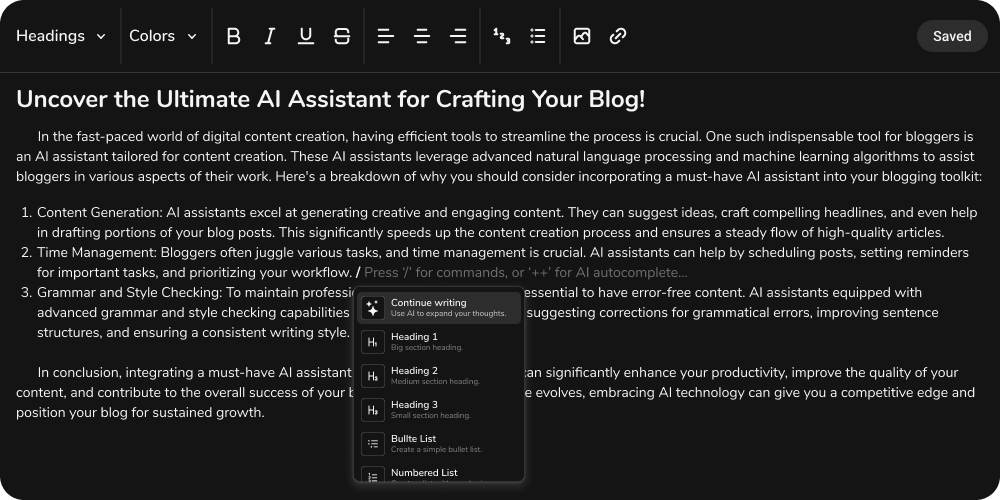 Headings Colors B I U S Saved
Uncover the Ultimate AI Assistant for Crafting Your Blog!
In the fast-paced world of digital content creation, having efficient tools to streamline the process is crucial. One such indispensable tool for bloggers is
an AI assistant tailored for content creation. These AI assistants leverage advanced natural language processing and machine learning algorithms to assist
bloggers in various aspects of their work. Here's a breakdown of why you should consider incorporating a must-have AI assistant into your blogging toolkit:
1. Content Generation: AI assistants excel at generating creative and engaging content. They can suggest ideas, craft compelling headlines, and even help
in drafting portions of your blog posts. This significantly speeds up the content creation process and ensures a steady flow of high-quality articles.
2. Time Management: Bloggers often juggle various tasks, and time management is crucial. AI assistants can help by scheduling posts, setting reminders
for important tasks, and prioritizing your workflow. / Press '/' for commands, or '++' for AI autocomplete...
3. Grammar and Style Checking: To maintain essential to have error-free content. AI assistants equipped with
advanced grammar and style checking capabilities suggesting corrections for grammatical errors, improving sentence
structures, and ensuring a consistent writing style.
In conclusion, integrating a must-have AI assistant can significantly enhance your productivity, improve the quality of your
content, and contribute to the overall success of your evolves, embracing AI technology can give you a competitive edge and
position your blog for sustained growth.
Continue writing
Use AI to expand your thoughts.
H1 Heading 1
Big section heading.
H2 Heading 2
Medium section heading.
H3 Heading 3
Small section heading.
Bullte List
Create a simple bullet list.
Numbered List